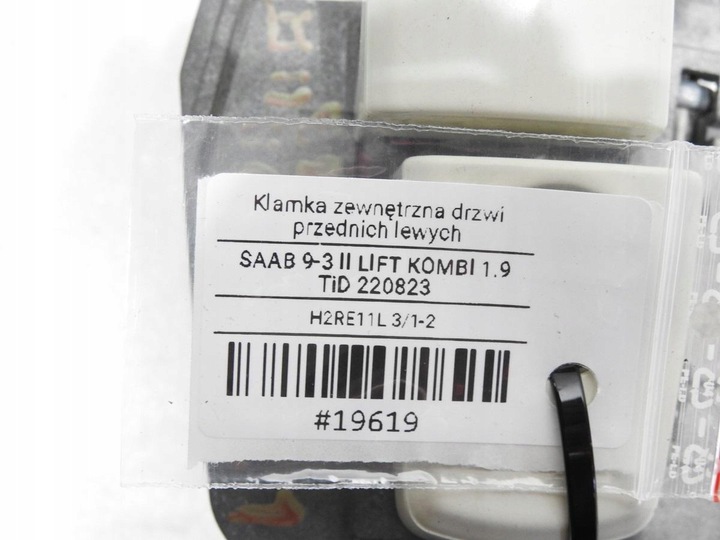 Klamka zewnętrzna drzwi
przednich lewych
SAAB 9-3 II LIFT KOMBI 1.9
TiD 220823
H2RE11L 3/1-2
#19619